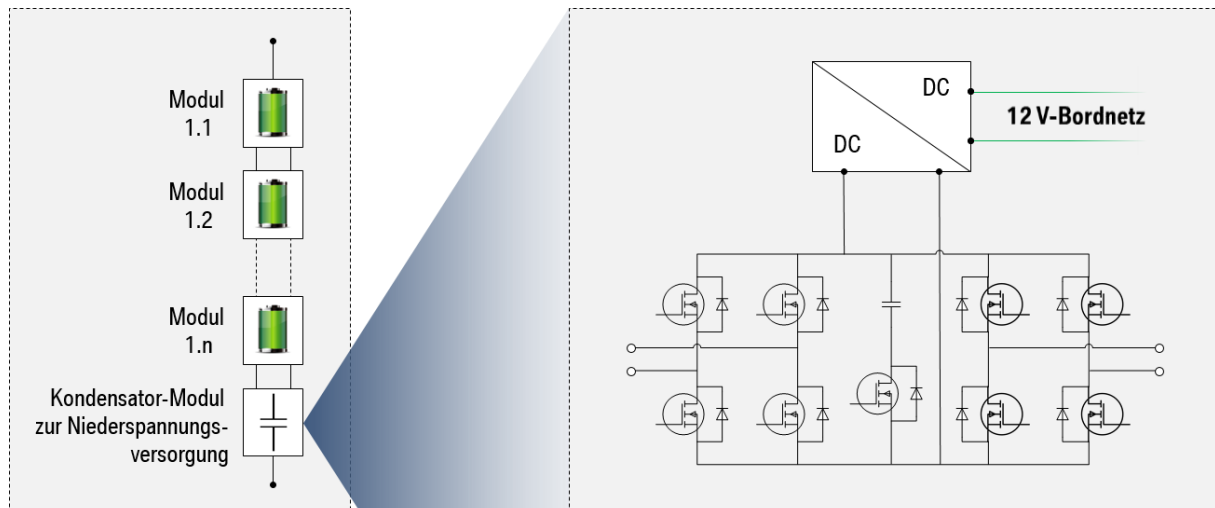 Modul
1.1
Modul
1.2
Modul
1.n
Kondensator-Modul
zur Niederspannungs-
versorgung
DC
DC
12 V-Bordnetz